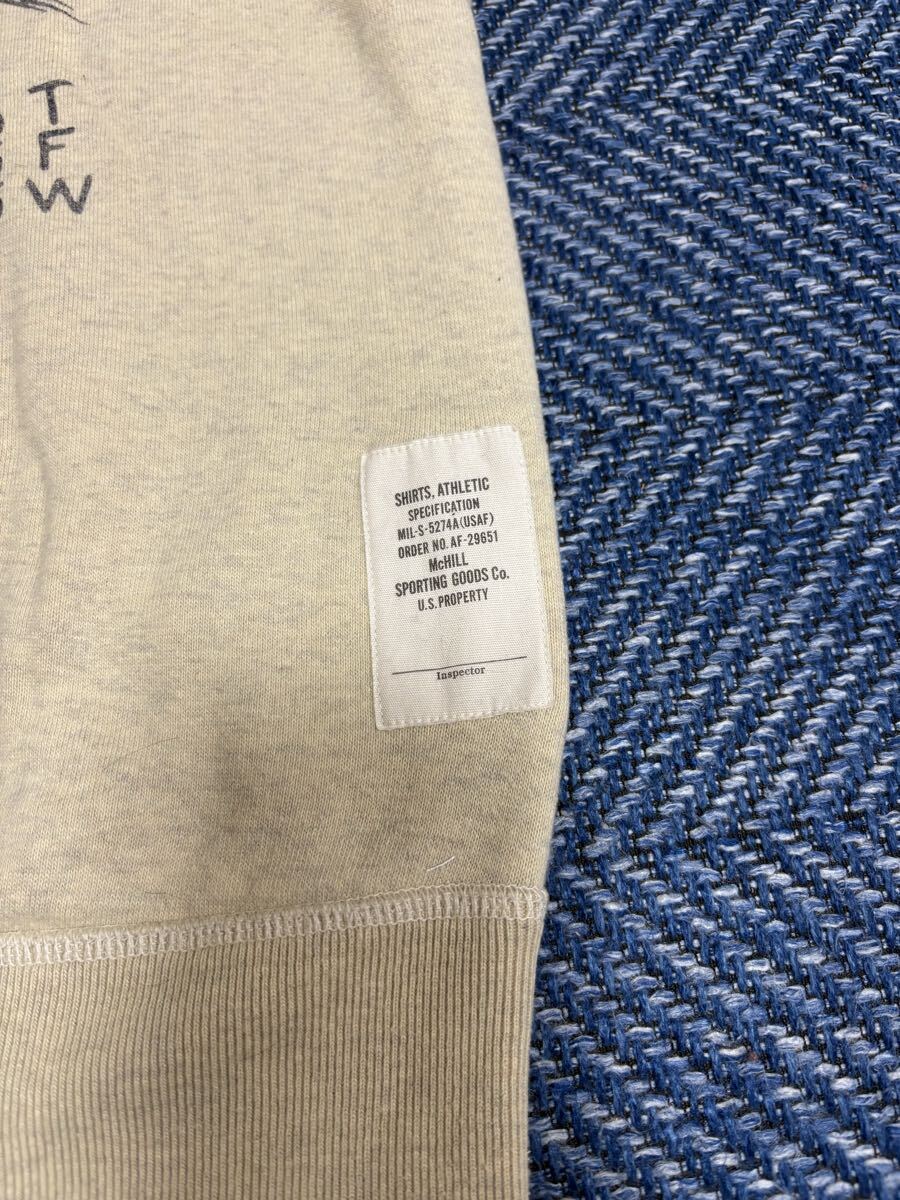 T
F
W
SHIRTS, ATHLETIC
SPECIFICATION
MIL-S-5274A(USAF)
ORDER NO. AF-29651
McHILL
SPORTING GOODS Co.
U.S. PROPERTY
Inspector